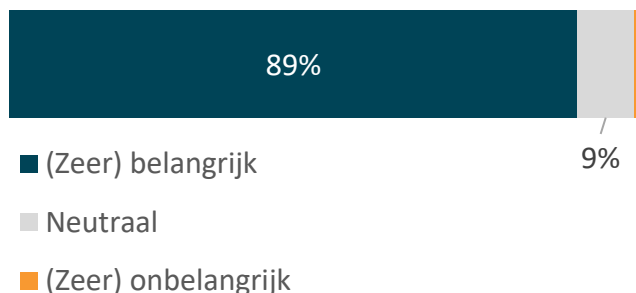 89%
9%
(Zeer) belangrijk
Neutraal
(Zeer) onbelangrijk